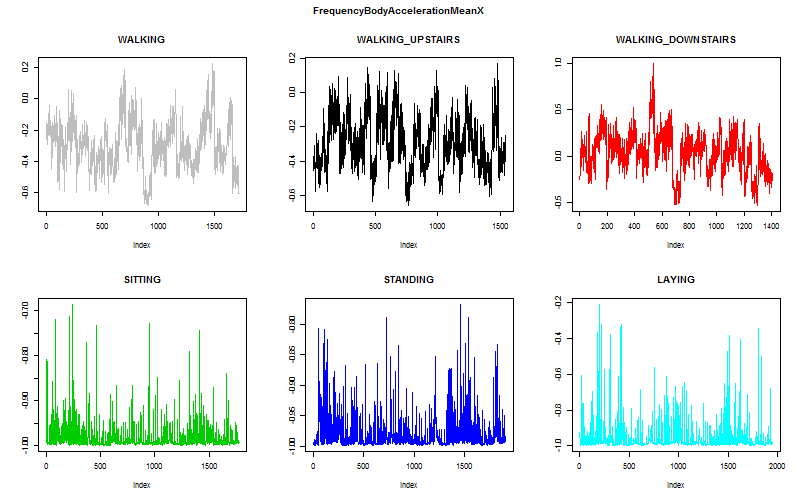 FrequencyBodyAccelerationMeanX
WALKING
0.2
0.0
-0.2
-0.4
-0.6
0 500 1000 1500
Index
WALKING_UPSTAIRS
0.2
0.0
-0.2
-0.4
-0.6
0 500 1000 1500
Index
WALKING_DOWNSTAIRS
1.0
0.5
0.0
-0.5
0 200 400 600 800 1000 1200 1400
Index
SITTING
-0.70
-0.80
-0.90
-1.00
0 500 1000 1500
Index
STANDING
-0.80
-0.85
-0.90
-0.95
-1.00
0 500 1000 1500
Index
LAYING
-0.2
-0.4
-0.6
-0.8
-1.0
0 500 1000 1500 2000
Index